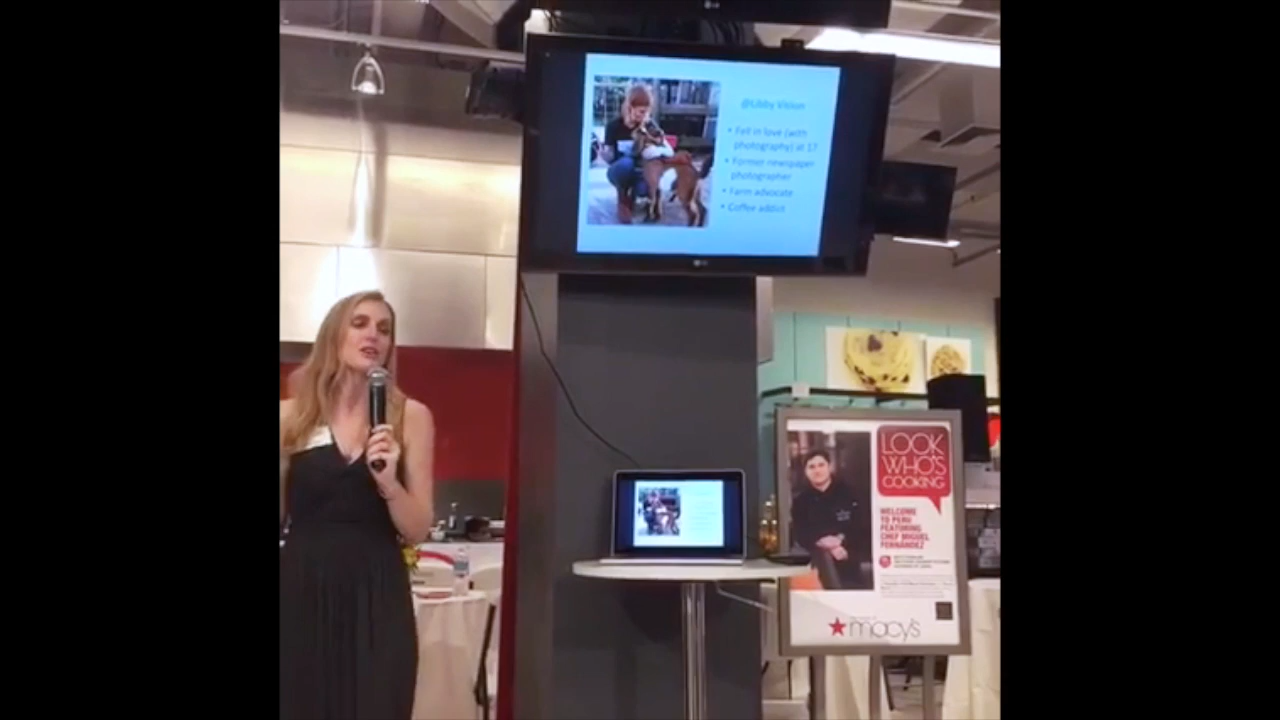 @Libby Vision
• Fell in love (with
photography) at 17
• Former newspaper
photographer
• Farm advocate
• Coffee addict
LG
LOOK
WHO'S
COOKING
WELCOME
TO PERU
FEATURING
CHEF MIGUEL
FERNÁNDEZ
macy's